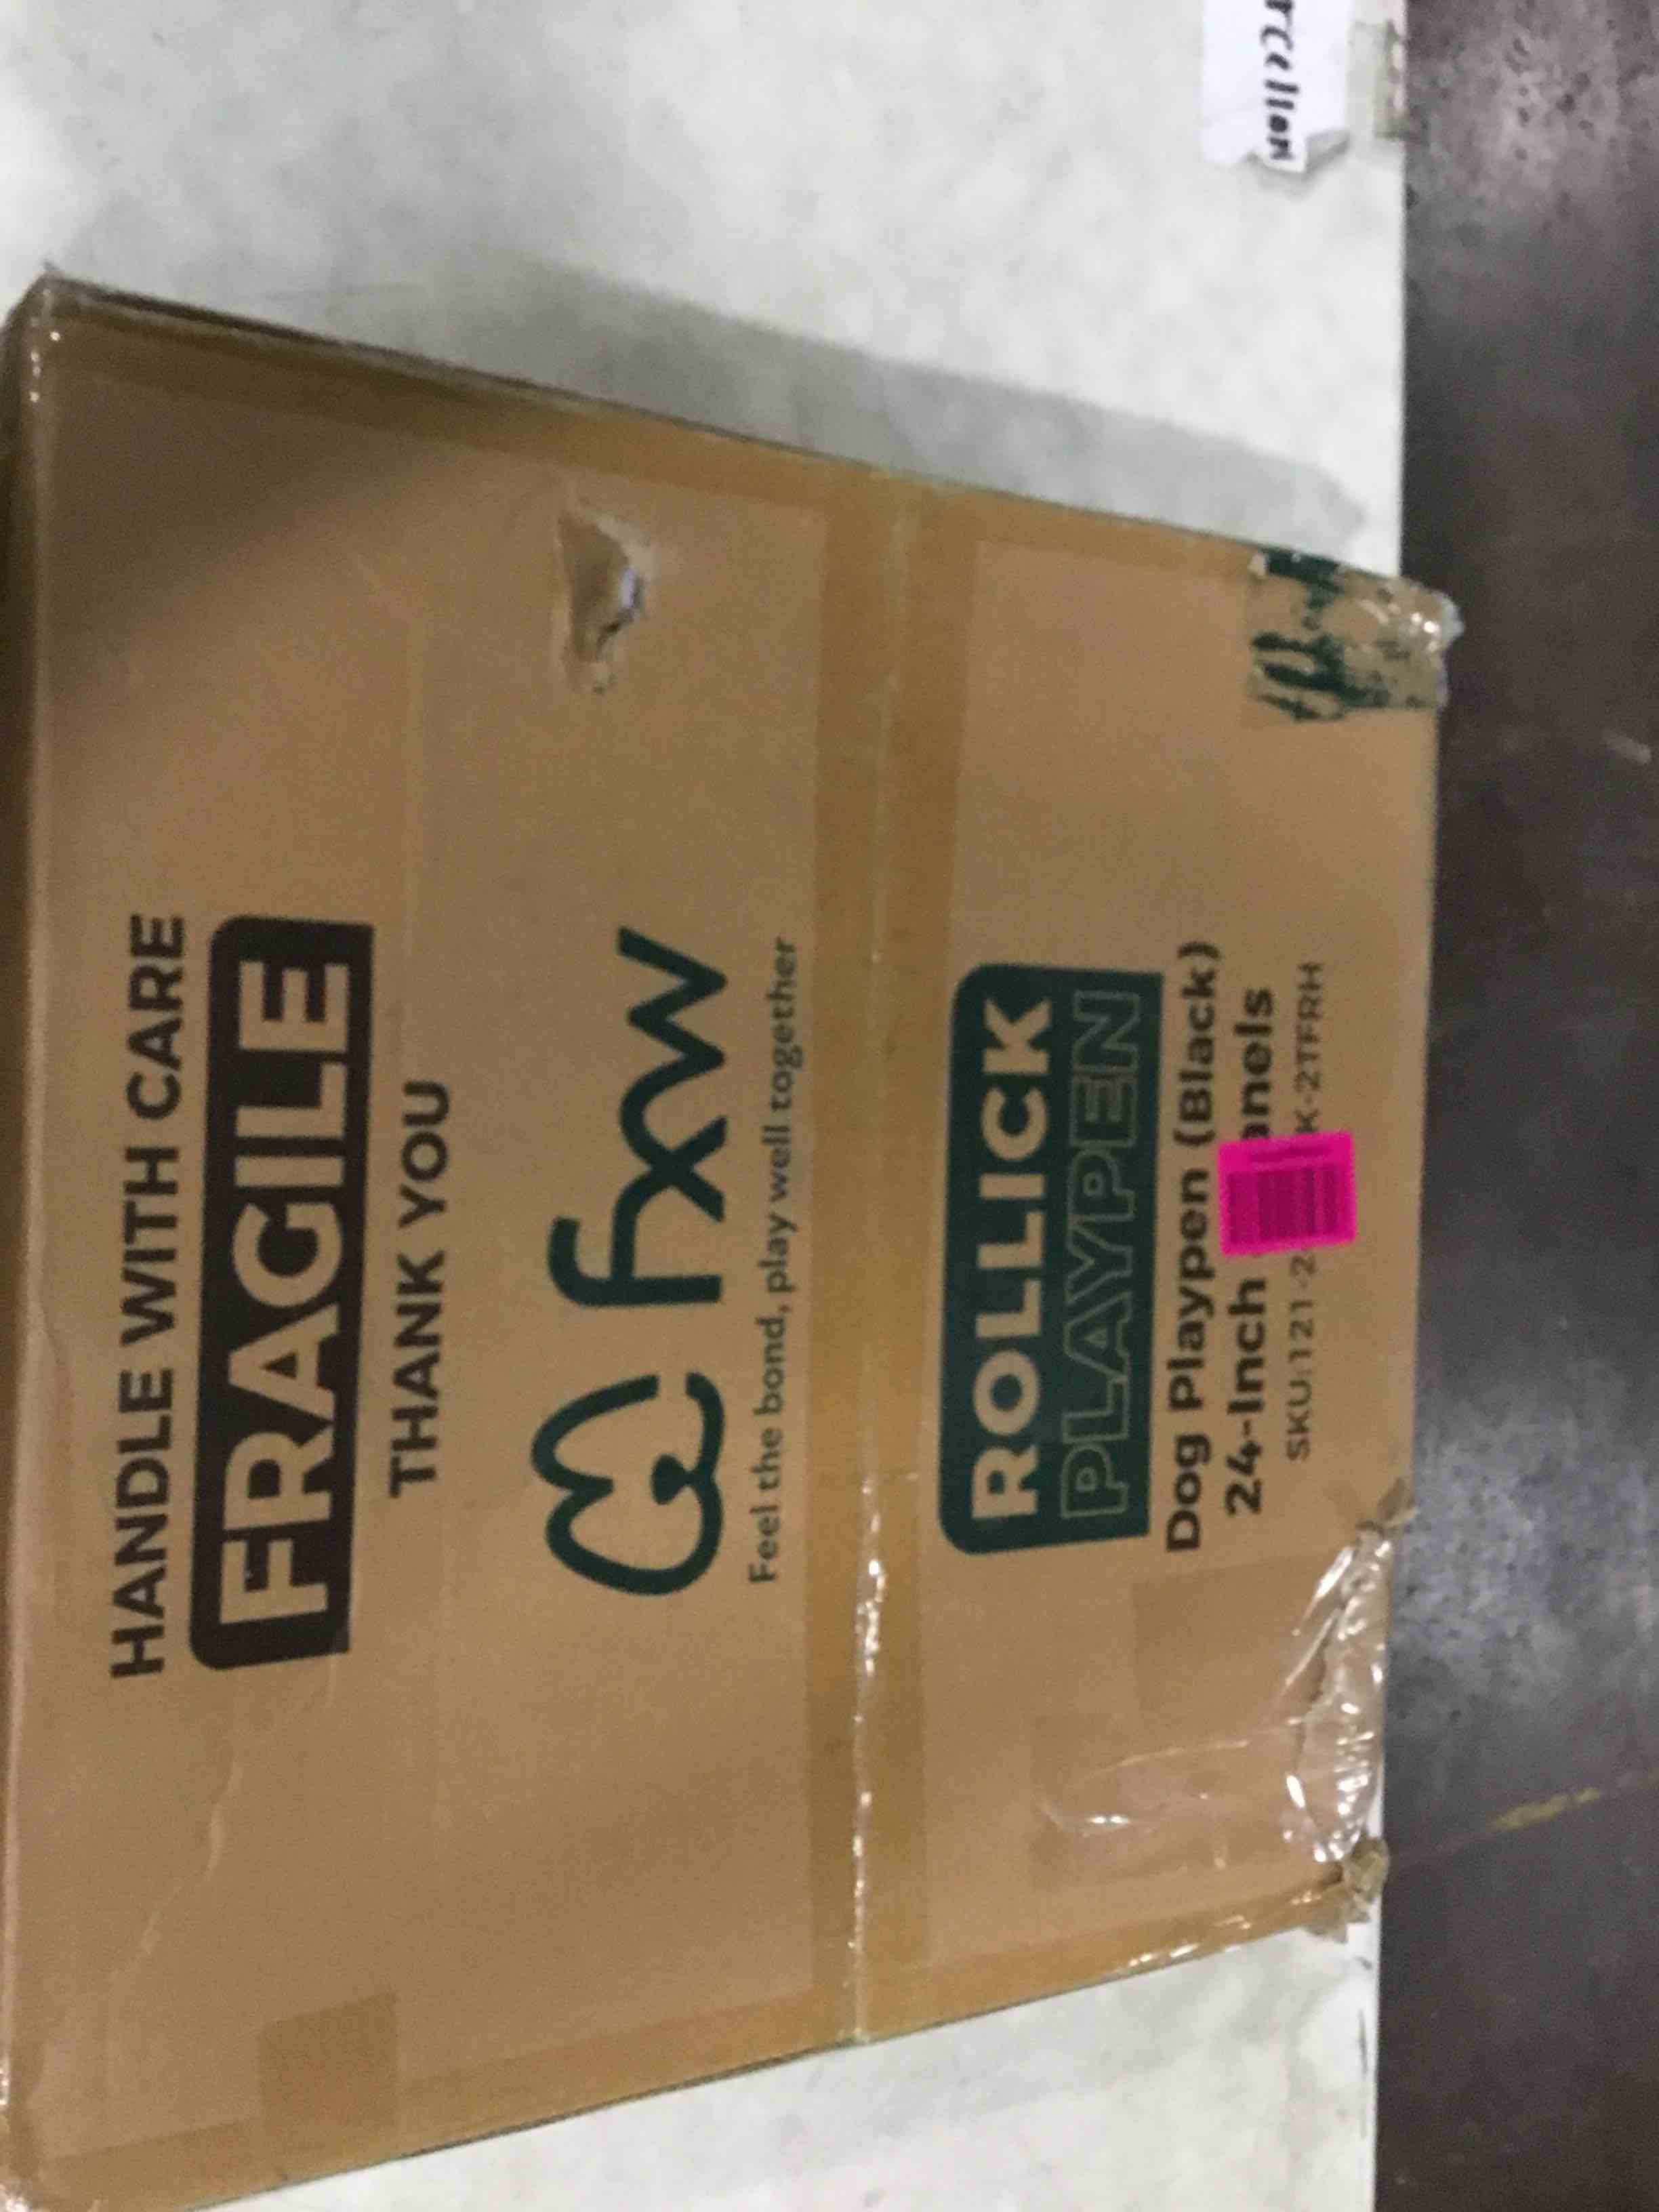 HANDLE WITH CARE
FRAGILE
THANK YOU
fxw
Feel the bond, play well together
ROLLICK
PLAYPEN
Dog Playpen (Black)
24-Inch